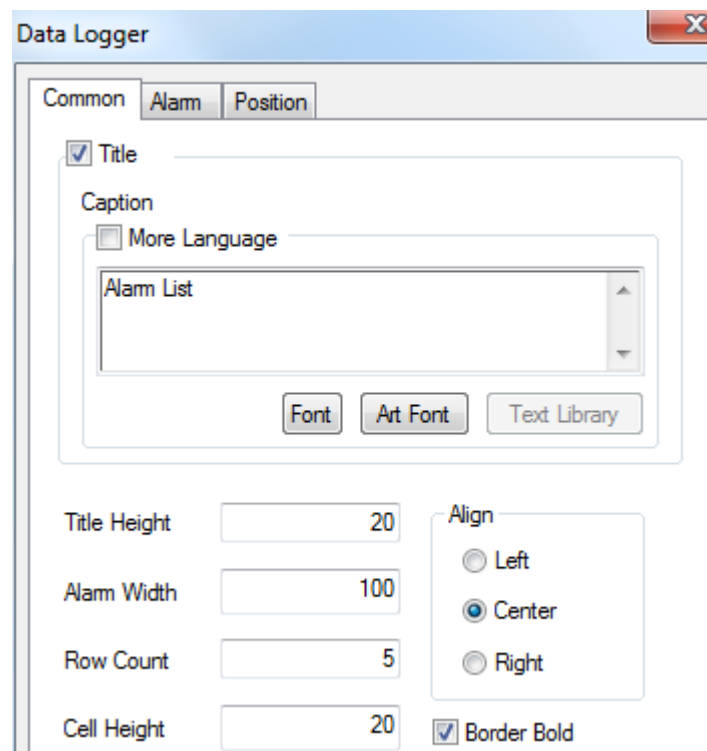 Data Logger
Common Alarm Position
Title
Caption
More Language
Alarm List
Font Art Font Text Library
Title Height 20
Align
Left
Alarm Width 100
Center
Row Count 5
Right
Cell Height 20
Border Bold